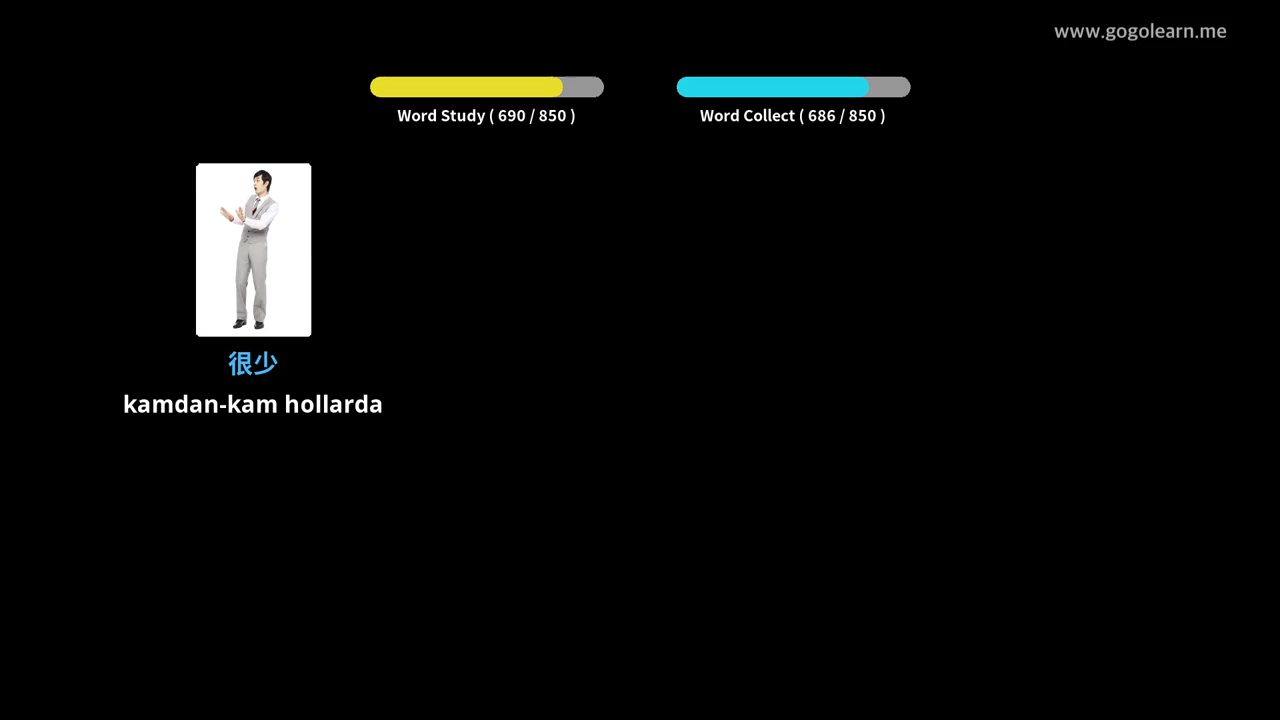 www.gogolearn.me
Word Study ( 690 / 850 )
Word Collect ( 686 / 850 )
很少
kamdan-kam hollarda